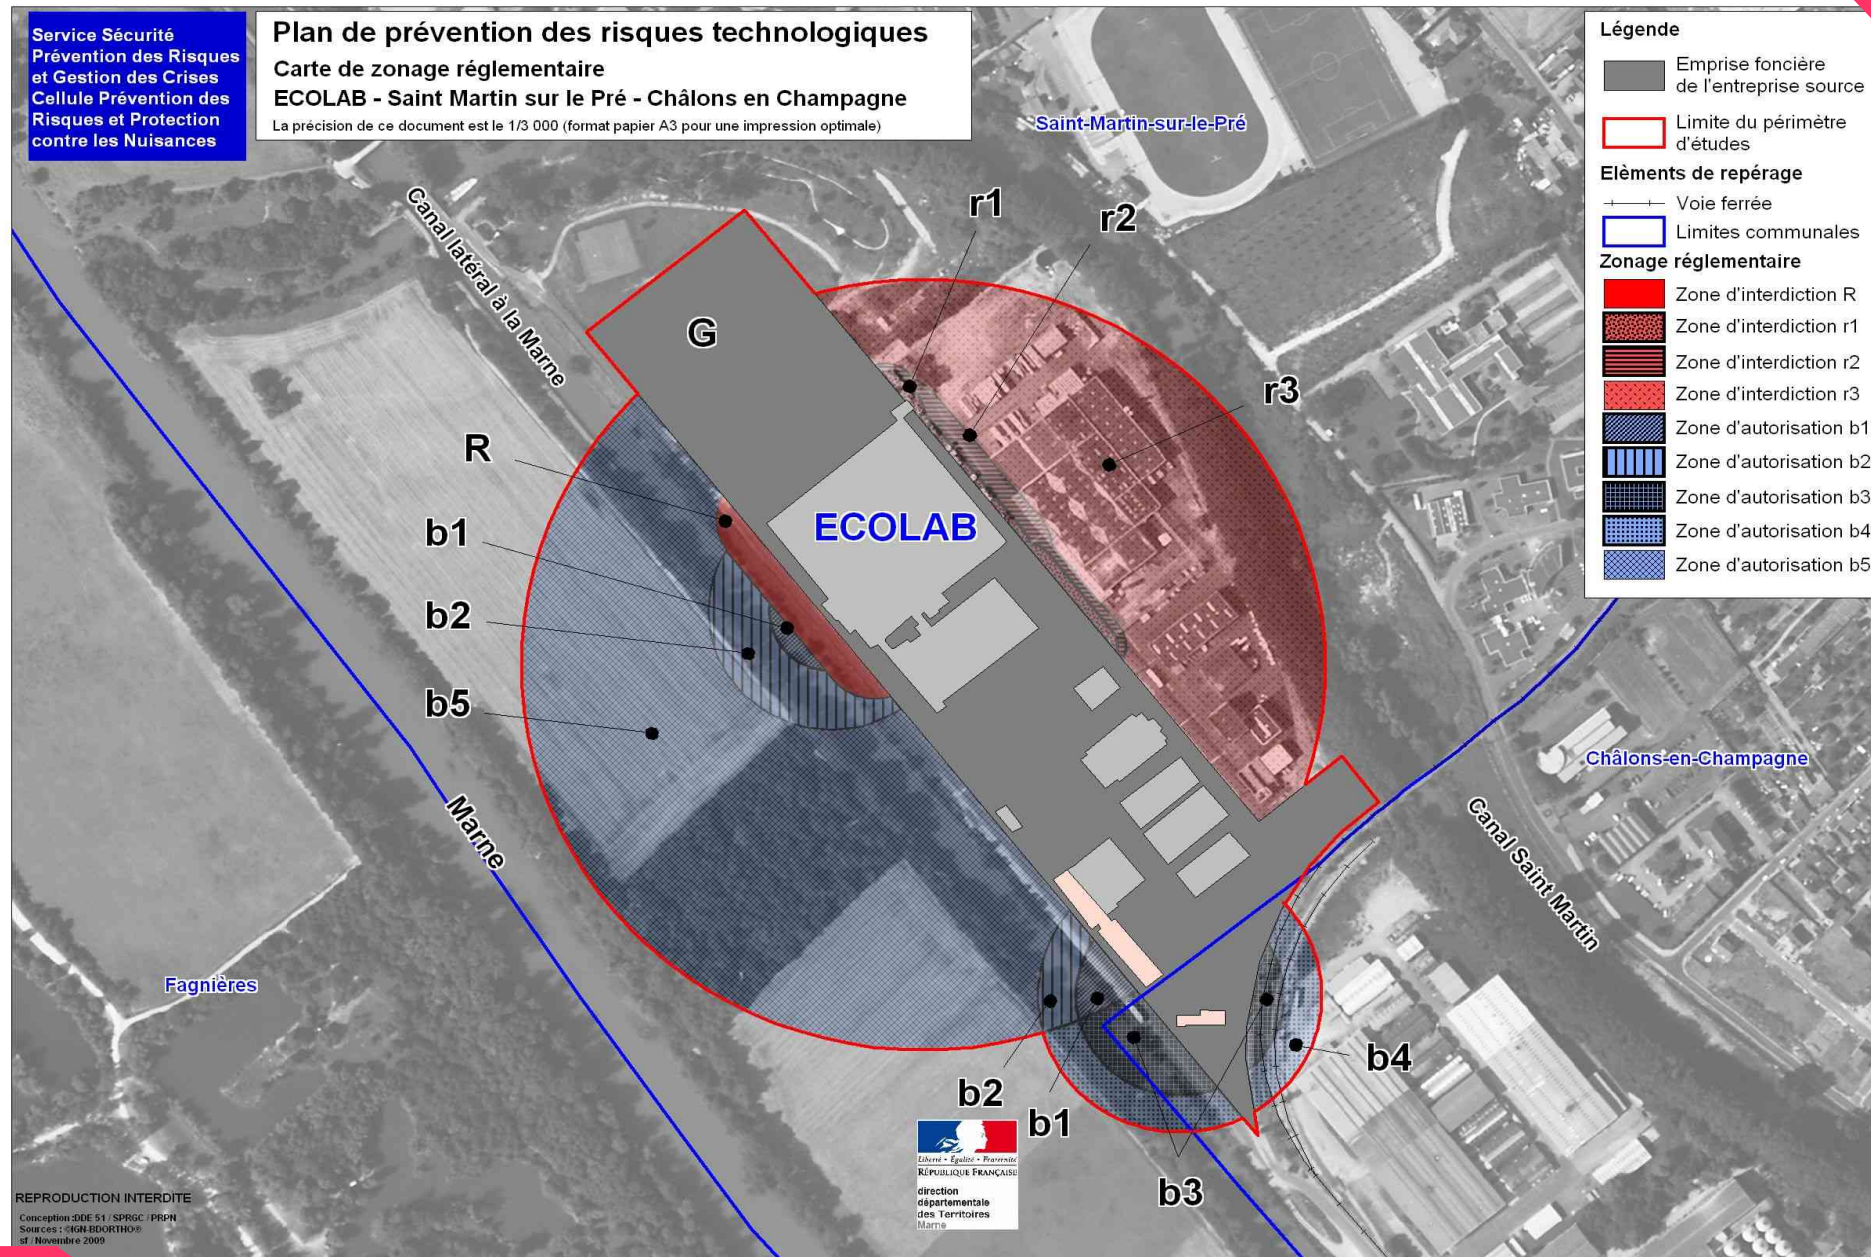 Service Sécurité
Prévention des Risques
et Gestion des Crises
Cellule Prévention des
Risques et Protection
contre les Nuisances
Plan de prévention des risques technologiques
Carte de zonage réglementaire
ECOLAB - Saint Martin sur le Pré - Châlons en Champagne
La précision de ce document est le 1/3 000 (format papier A3 pour une impression optimale)
Légende
Emprise foncière
de l'entreprise source
Limite du périmètre
d'études
Elèments de repérage
Voie ferrée
Limites communales
Zonage réglementaire
Zone d'interdiction R
Zone d'interdiction r1
Zone d'interdiction r2
Zone d'interdiction r3
Zone d'autorisation b1
Zone d'autorisation b2
Zone d'autorisation b3
Zone d'autorisation b4
Zone d'autorisation b5
Saint-Martin-sur-le-Pré
Canal latéral à la Marne
r1
r2
G
r3
R
ECOLAB
b1
b2
b5
Marne
Châlons-en-Champagne
Canal Saint Martin
Fagnières
b4
b2
b1
b3
Liberté • Égalité • Fraternité
RÉPUBLIQUE FRANÇAISE
direction
départementale
des Territoires
Marne
REPRODUCTION INTERDITE
Conception :DDE 51 / SPRGC / PRPN
Sources : ©IGN-BDORTHO®
sf / Novembre 2009